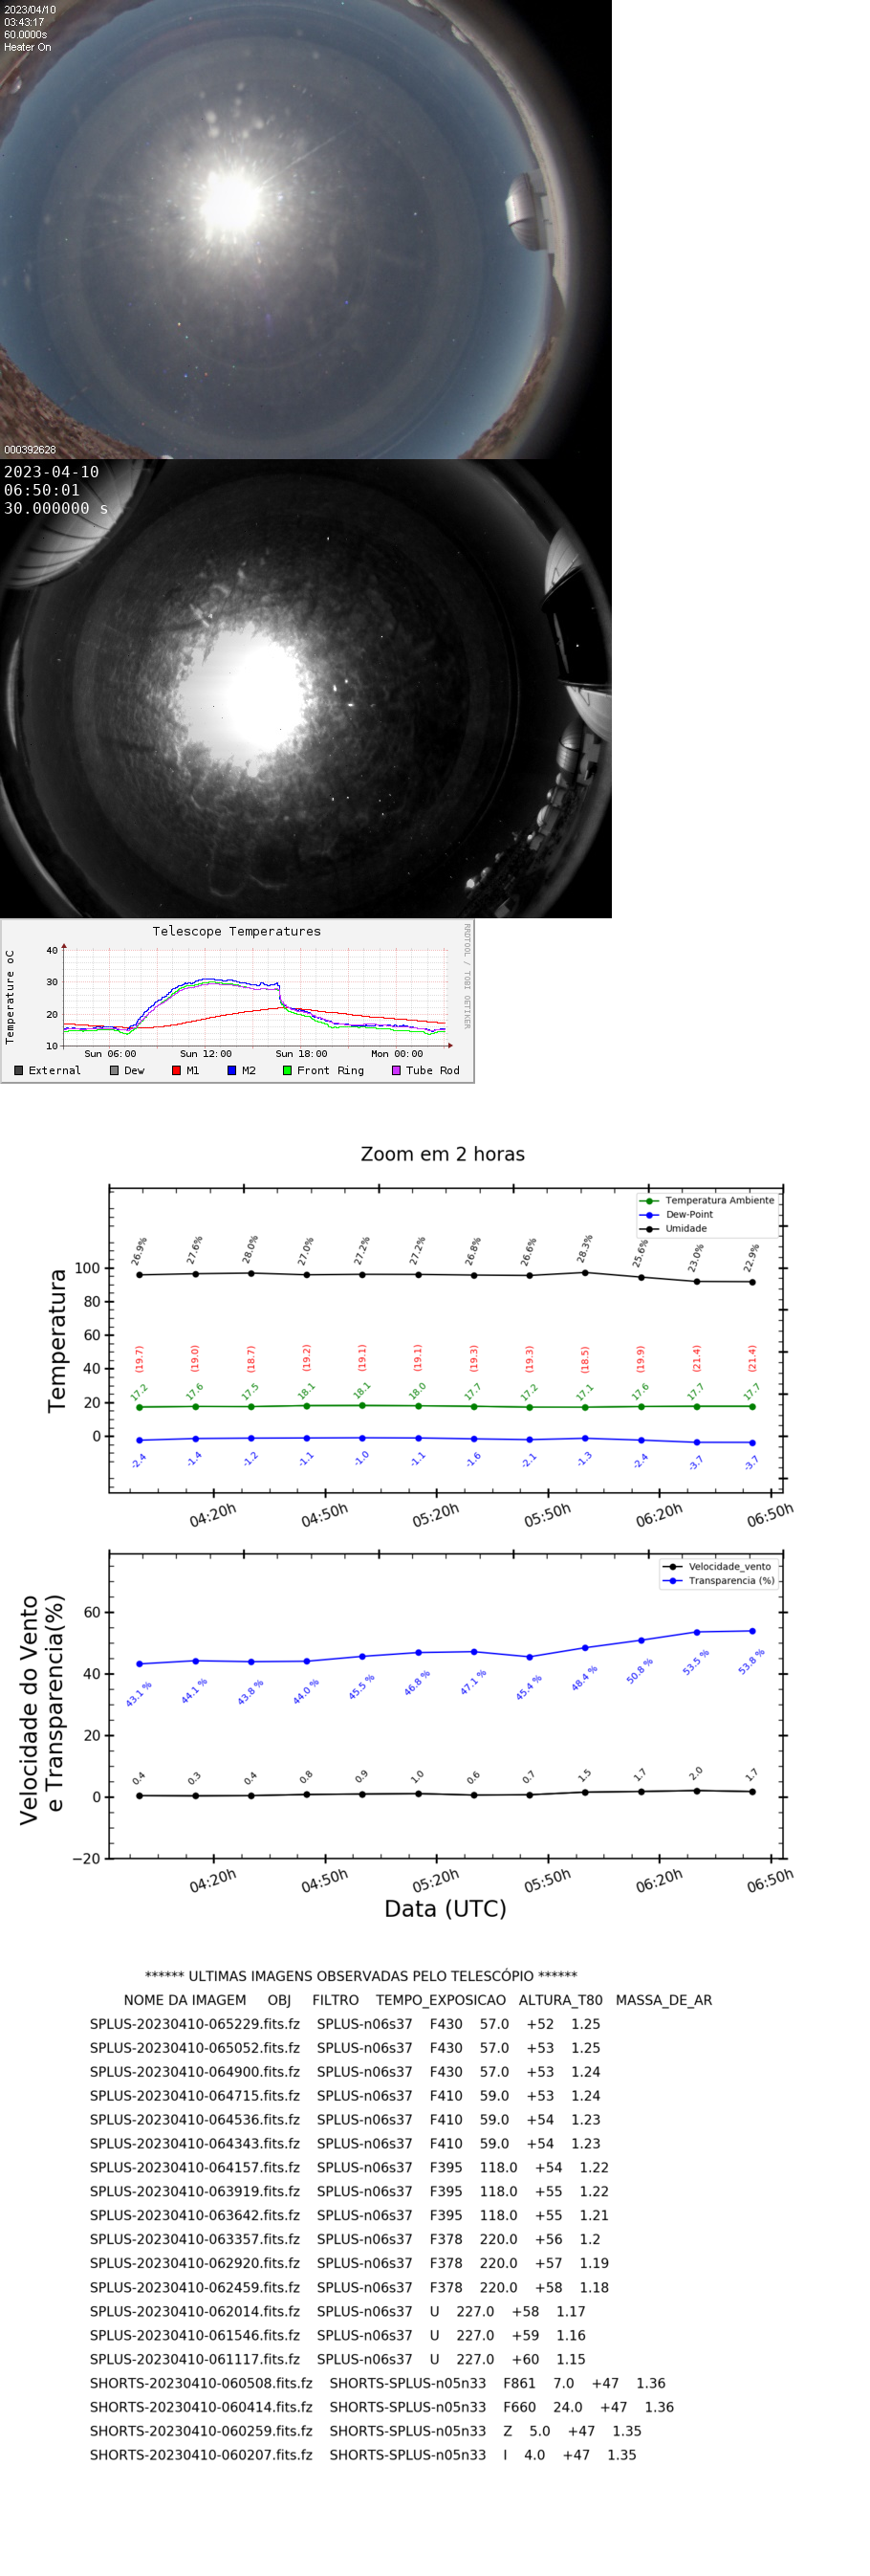 2023/04/10
03:43:17
60.0000s
Heater On
000392628
2023-04-10
06:50:01
30.000000 s
Telescope Temperatures
RRDTOOL / TOBI OETIKER
Temperature oC
40
30
20
10
Sun 06:00 Sun 12:00 Sun 18:00 Mon 00:00
External Dew M1 M2 Front Ring Tube Rod
Zoom em 2 horas
Temperatura Ambiente
Dew-Point
Umidade
Temperatura
100
80
60
40
20
0
26.9% 27.6% 28.0% 27.0% 27.2% 27.2% 26.8% 26.6% 28.3% 25.6% 23.0% 22.9%
(19.7) (19.0) (18.7) (19.2) (19.1) (19.1) (19.3) (19.3) (18.5) (19.9) (21.4) (21.4)
17.2 17.6 17.5 18.1 18.1 18.0 17.7 17.2 17.1 17.6 17.7 17.7
-2.4 -1.4 -1.2 -1.1 -1.0 -1.1 -1.6 -2.1 -1.3 -2.4 -3.7 -3.7
04:20h 04:50h 05:20h 05:50h 06:20h 06:50h
Velocidade_vento
Transparencia (%)
Velocidade do Vento
e Transparencia(%)
60
40
20
0
−20
43.1 % 44.1 % 43.8 % 44.0 % 45.5 % 46.8 % 47.1 % 45.4 % 48.4 % 50.8 % 53.5 % 53.8 %
0.4 0.3 0.4 0.8 0.9 1.0 0.6 0.7 1.5 1.7 2.0 1.7
04:20h 04:50h 05:20h 05:50h 06:20h 06:50h
Data (UTC)
****** ULTIMAS IMAGENS OBSERVADAS PELO TELESCÓPIO ******
NOME DA IMAGEM OBJ FILTRO TEMPO_EXPOSICAO ALTURA_T80 MASSA_DE_AR
SPLUS-20230410-065229.fits.fz SPLUS-n06s37 F430 57.0 +52 1.25
SPLUS-20230410-065052.fits.fz SPLUS-n06s37 F430 57.0 +53 1.25
SPLUS-20230410-064900.fits.fz SPLUS-n06s37 F430 57.0 +53 1.24
SPLUS-20230410-064715.fits.fz SPLUS-n06s37 F410 59.0 +53 1.24
SPLUS-20230410-064536.fits.fz SPLUS-n06s37 F410 59.0 +54 1.23
SPLUS-20230410-064343.fits.fz SPLUS-n06s37 F410 59.0 +54 1.23
SPLUS-20230410-064157.fits.fz SPLUS-n06s37 F395 118.0 +54 1.22
SPLUS-20230410-063919.fits.fz SPLUS-n06s37 F395 118.0 +55 1.22
SPLUS-20230410-063642.fits.fz SPLUS-n06s37 F395 118.0 +55 1.21
SPLUS-20230410-063357.fits.fz SPLUS-n06s37 F378 220.0 +56 1.2
SPLUS-20230410-062920.fits.fz SPLUS-n06s37 F378 220.0 +57 1.19
SPLUS-20230410-062459.fits.fz SPLUS-n06s37 F378 220.0 +58 1.18
SPLUS-20230410-062014.fits.fz SPLUS-n06s37 U 227.0 +58 1.17
SPLUS-20230410-061546.fits.fz SPLUS-n06s37 U 227.0 +59 1.16
SPLUS-20230410-061117.fits.fz SPLUS-n06s37 U 227.0 +60 1.15
SHORTS-20230410-060508.fits.fz SHORTS-SPLUS-n05n33 F861 7.0 +47 1.36
SHORTS-20230410-060414.fits.fz SHORTS-SPLUS-n05n33 F660 24.0 +47 1.36
SHORTS-20230410-060259.fits.fz SHORTS-SPLUS-n05n33 Z 5.0 +47 1.35
SHORTS-20230410-060207.fits.fz SHORTS-SPLUS-n05n33 I 4.0 +47 1.35